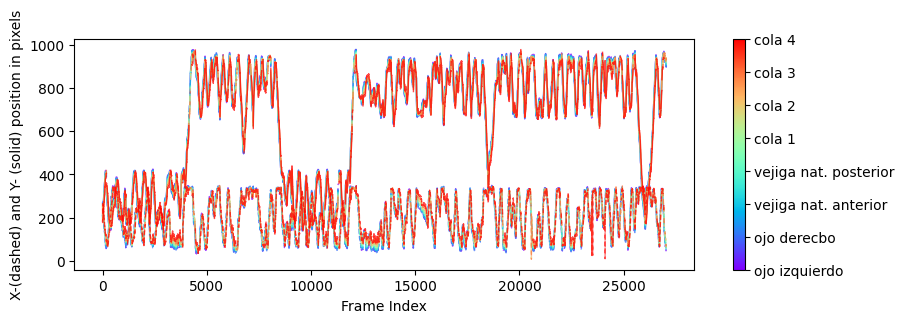 X-(dashed) and Y- (solid) position in pixels
1000
800
600
400
200
0
0 5000 10000 15000 20000 25000
Frame Index
cola 4
cola 3
cola 2
cola 1
vejiga nat. posterior
vejiga nat. anterior
ojo derecbo
ojo izquierdo